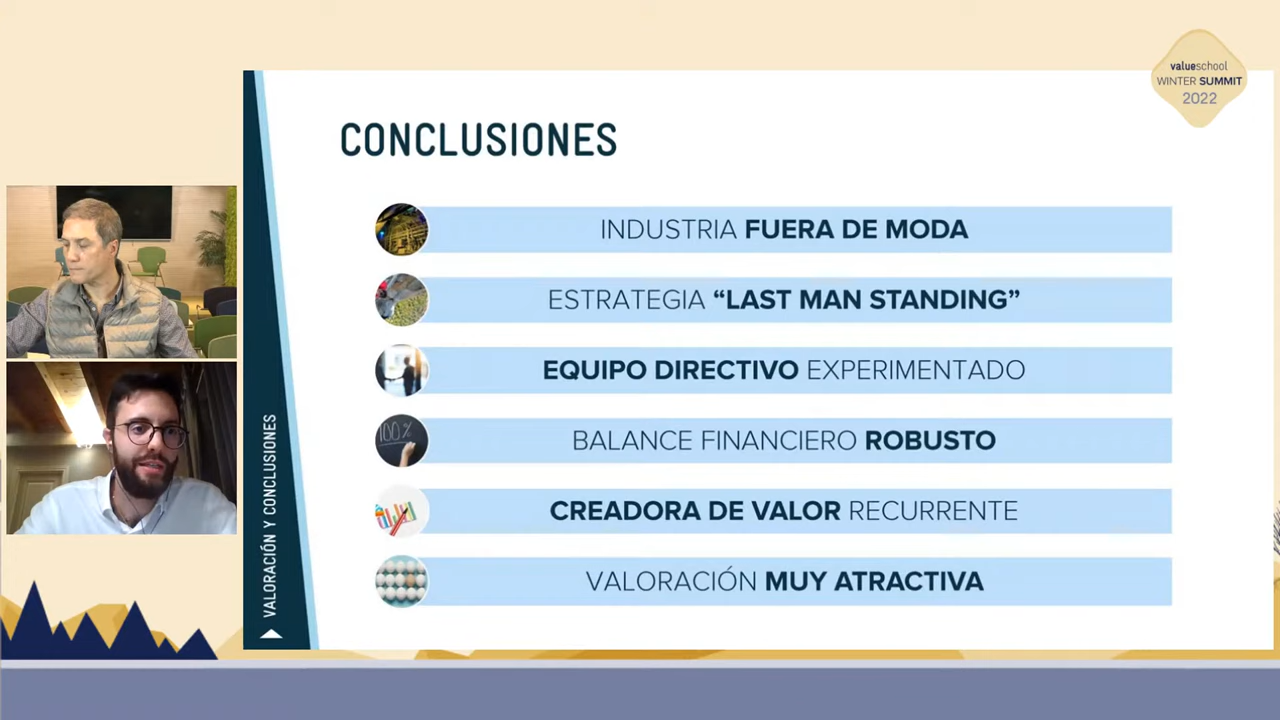 valueschool
WINTER SUMMIT
2022
CONCLUSIONES
INDUSTRIA FUERA DE MODA
ESTRATEGIA “LAST MAN STANDING”
EQUIPO DIRECTIVO EXPERIMENTADO
100%
BALANCE FINANCIERO ROBUSTO
CREADORA DE VALOR RECURRENTE
VALORACIÓN MUY ATRACTIVA
VALORACIÓN Y CONCLUSIONES